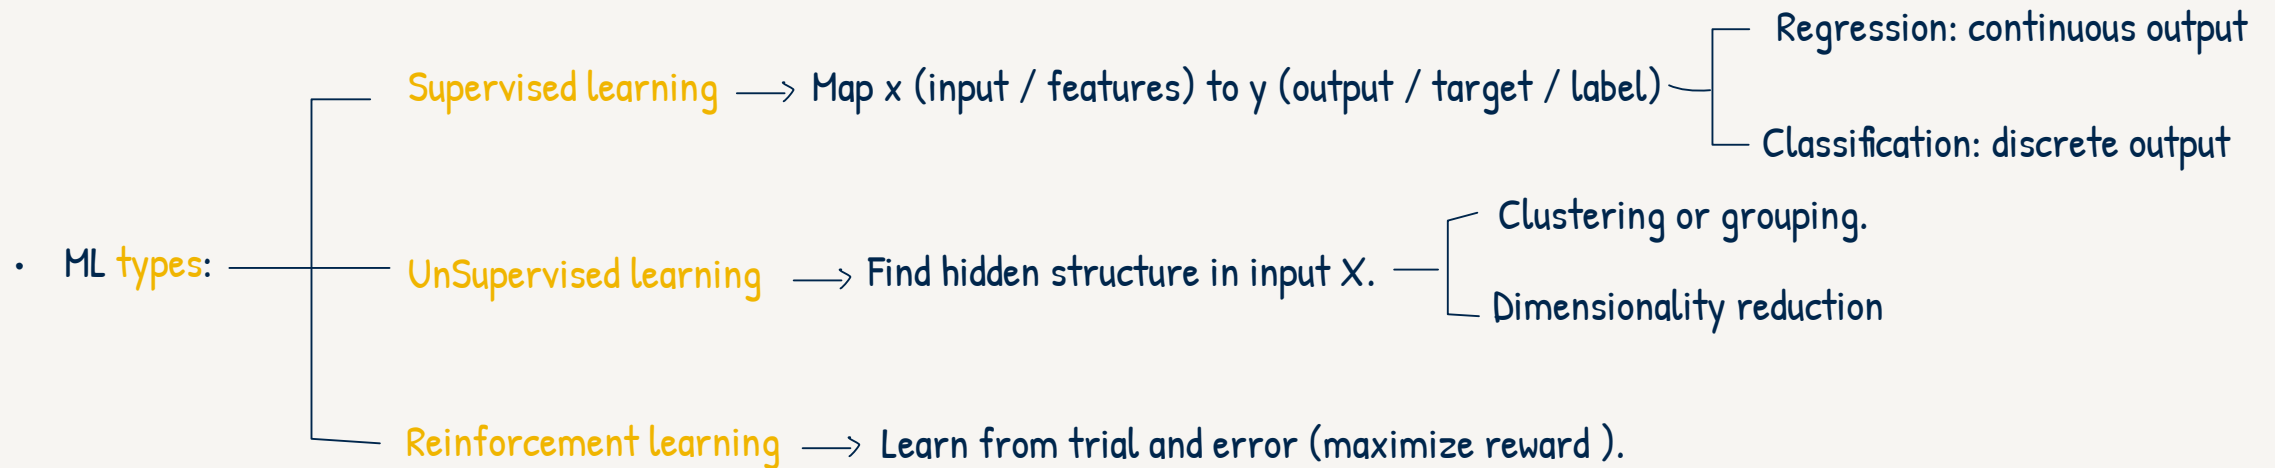 Regression: continuous output
Supervised learning → Map x (input / features) to y (output / target / label)
Classification: discrete output
Clustering or grouping.
• ML types:
UnSupervised learning → Find hidden structure in input X.
Dimensionality reduction
Reinforcement learning → Learn from trial and error (maximize reward ).